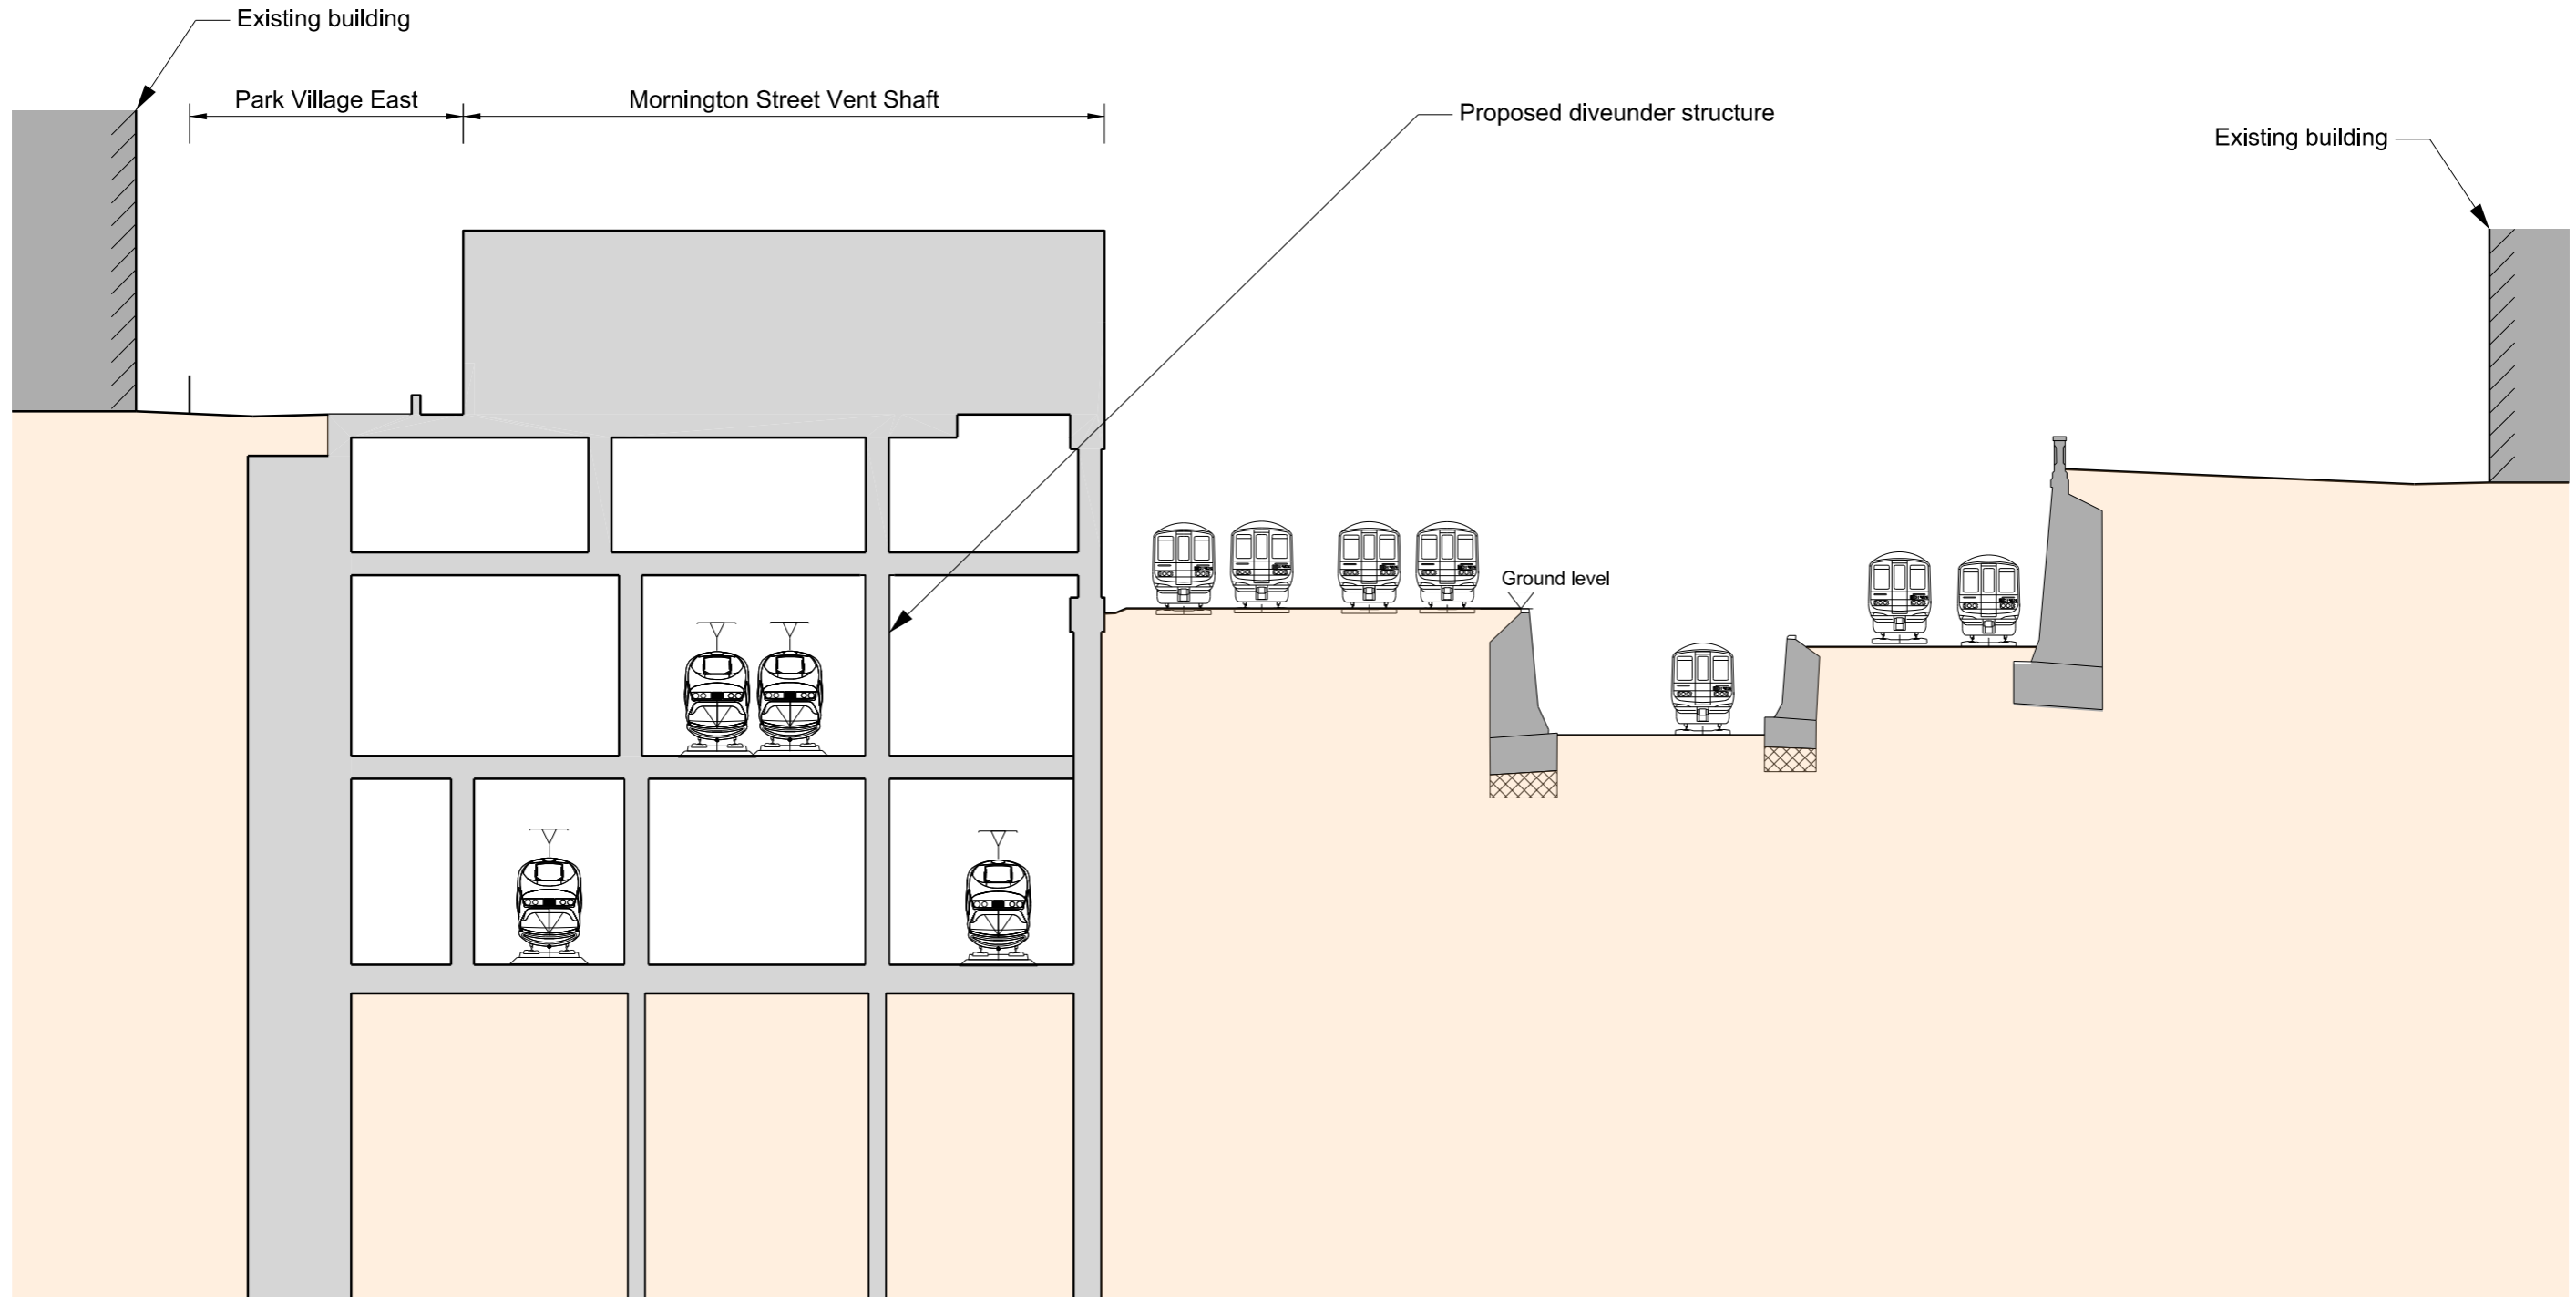 Existing building
Park Village East
Mornington Street Vent Shaft
Proposed diveunder structure
Existing building
Ground level